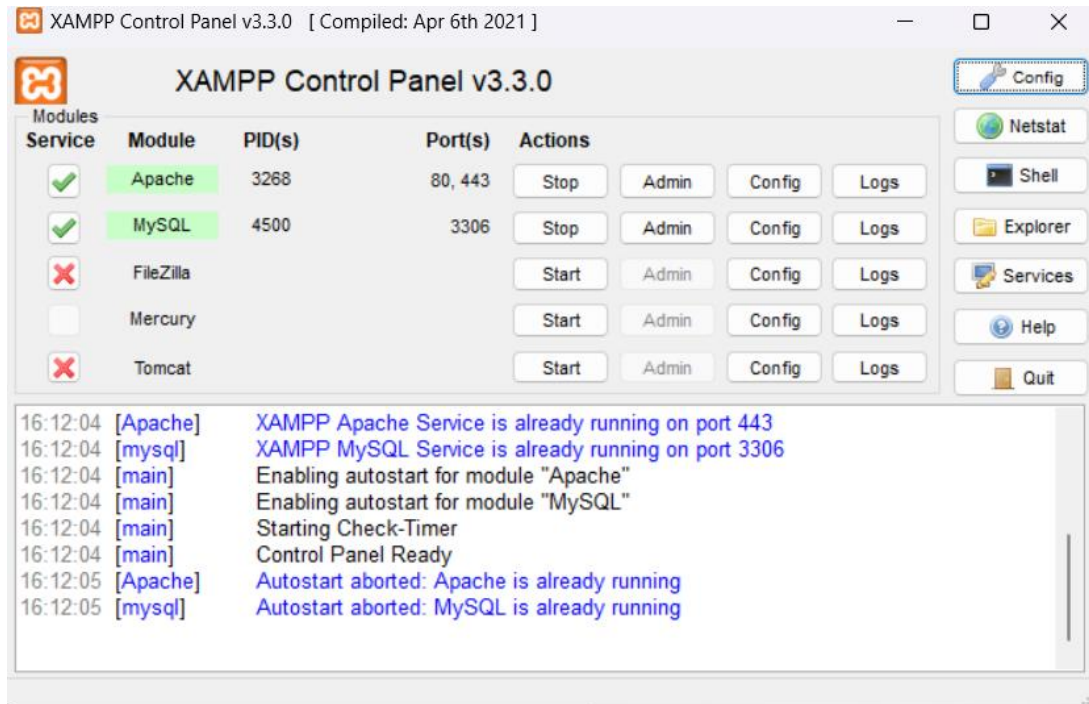 XAMPP Control Panel v3.3.0 [ Compiled: Apr 6th 2021 ]
XAMPP Control Panel v3.3.0
Config
Modules
Service Module PID(s) Port(s) Actions
Netstat
Apache 3268 80, 443 Stop Admin Config Logs
Shell
MySQL 4500 3306 Stop Admin Config Logs
Explorer
FileZilla Start Admin Config Logs
Services
Mercury Start Admin Config Logs
Help
Tomcat Start Admin Config Logs
Quit
16:12:04 [Apache] XAMPP Apache Service is already running on port 443
16:12:04 [mysql] XAMPP MySQL Service is already running on port 3306
16:12:04 [main] Enabling autostart for module "Apache"
16:12:04 [main] Enabling autostart for module "MySQL"
16:12:04 [main] Starting Check-Timer
16:12:04 [main] Control Panel Ready
16:12:05 [Apache] Autostart aborted: Apache is already running
16:12:05 [mysql] Autostart aborted: MySQL is already running